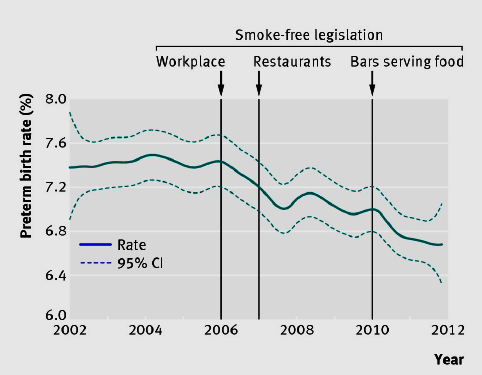 Smoke-free legislation
Workplace Restaurants Bars serving food
Preterm birth rate (%)
8.0
7.6
7.2
6.8
6.4
6.0
Rate
95% CI
2002 2004 2006 2008 2010 2012
Year